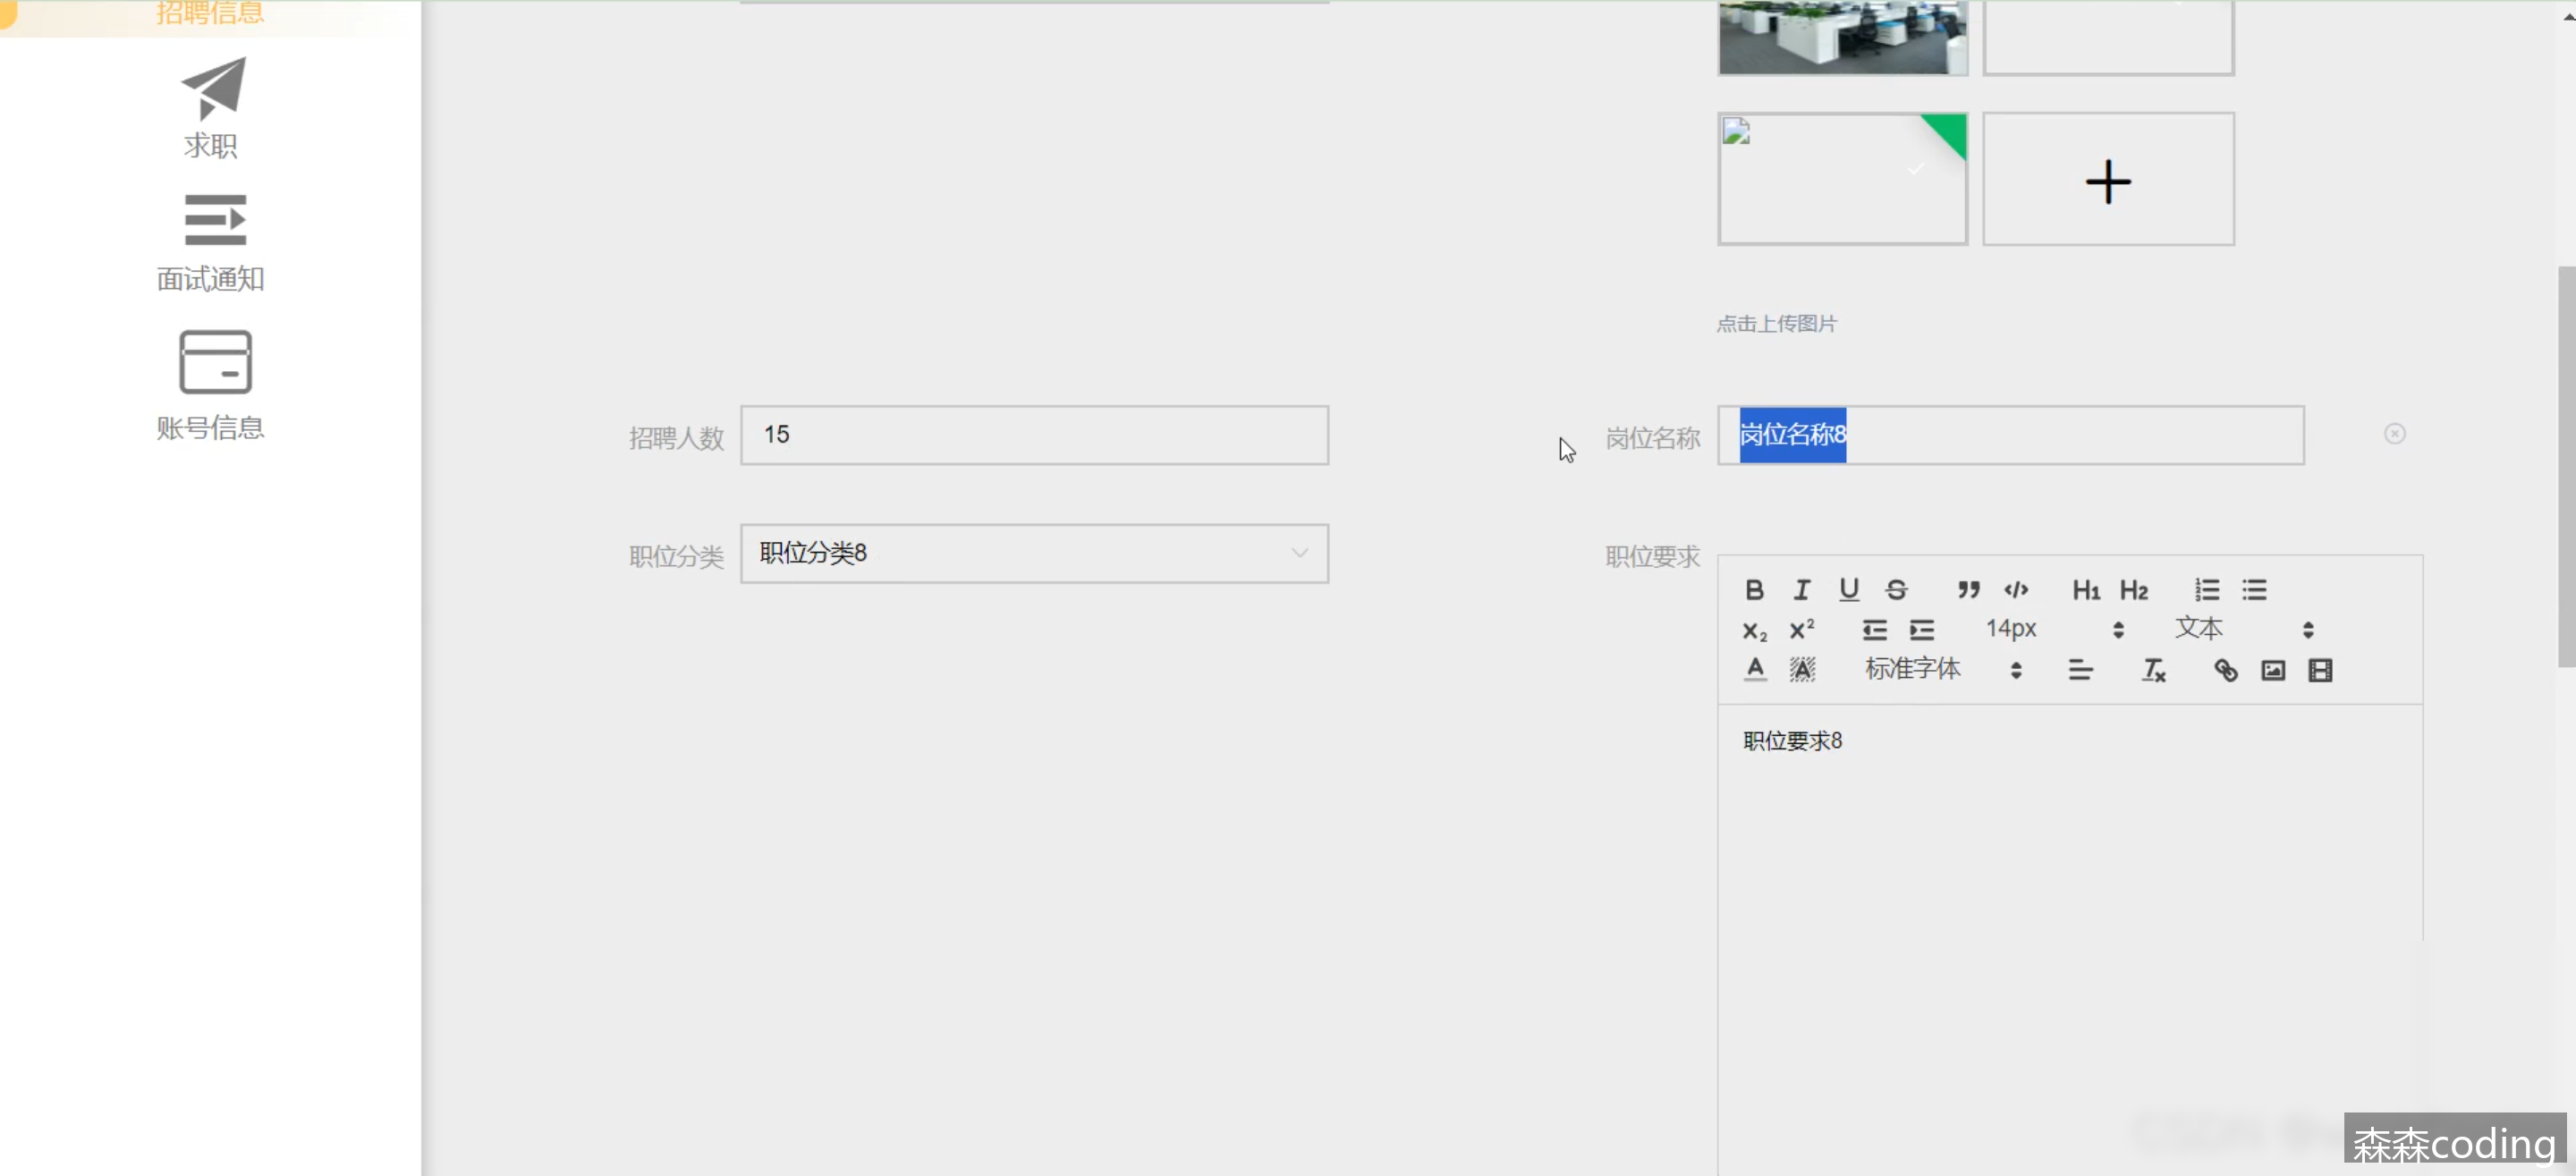 招聘信息
求职
面试通知
账号信息
点击上传图片
招聘人数
15
岗位名称
岗位名称8
职位分类
职位分类8
职位要求
B I U S ” </> H1 H2
X2 X2 14px 文本
A A 标准字体 Tx
职位要求8
森森coding